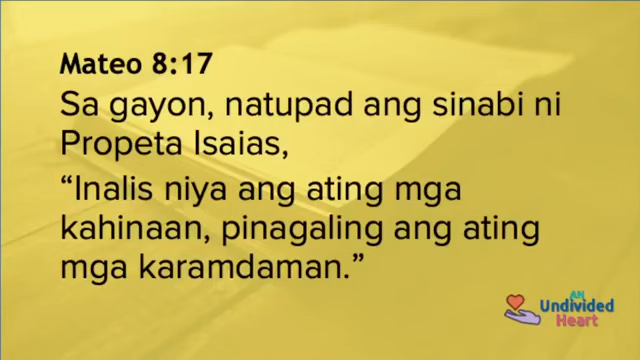 Mateo 8:17
Sa gayon, natupad ang sinabi ni
Propeta Isaias,
“Inalis niya ang ating mga
kahinaan, pinagaling ang ating
mga karamdaman.”
AN
Undivided
Heart